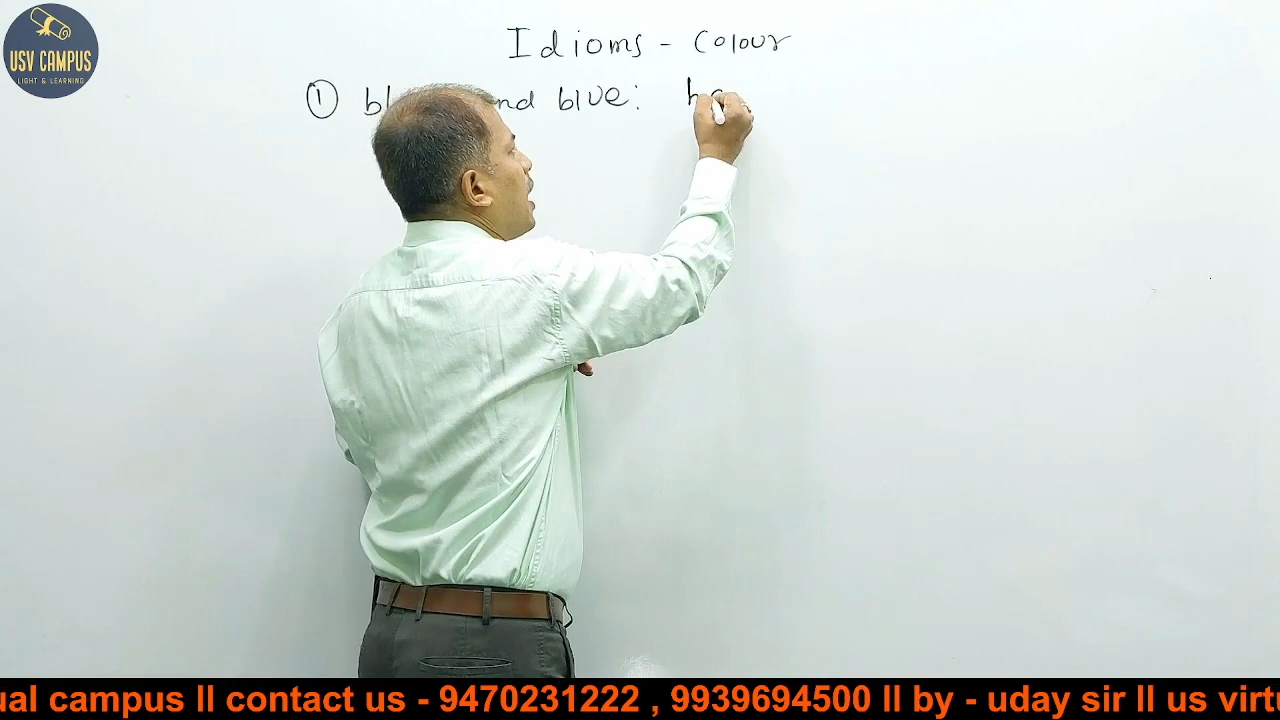 USV CAMPUS
LIGHT & LEARNING
Idioms - colour
① and blue:
ual campus ll contact us - 9470231222 , 9939694500 ll by - uday sir ll us virtu